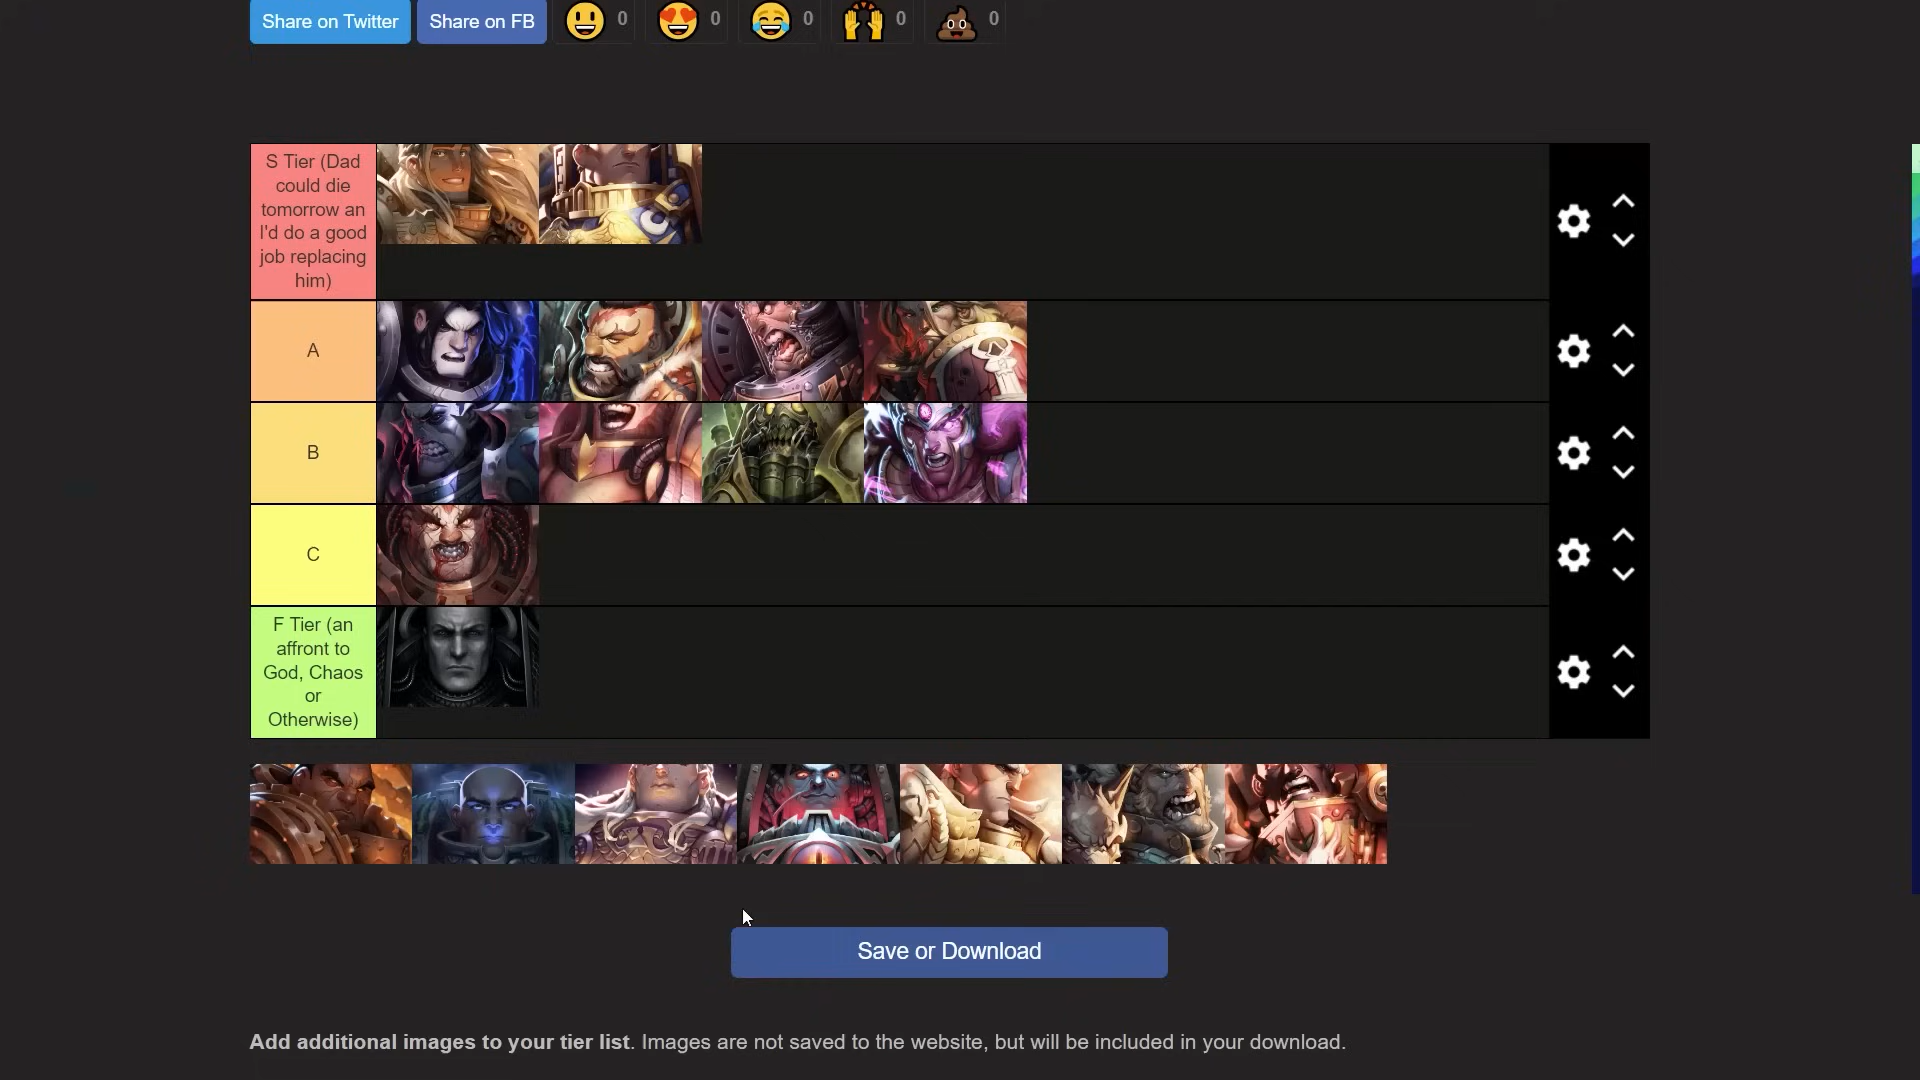 Share on Twitter
Share on FB
0
0
0
0
0
S Tier (Dad
could die
tomorrow an
I'd do a good
job replacing
him)
A
B
C
F Tier (an
affront to
God, Chaos
or
Otherwise)
Save or Download
Add additional images to your tier list. Images are not saved to the website, but will be included in your download.